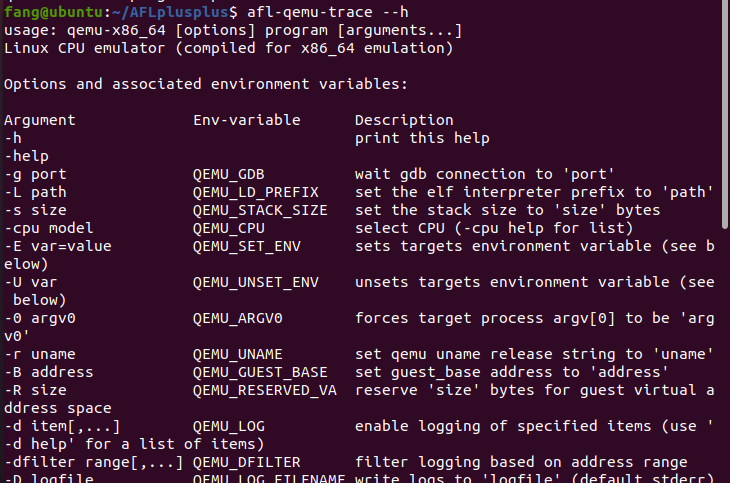 fang@ubuntu:~/AFLplusplus$ afl-qemu-trace --h
usage: qemu-x86_64 [options] program [arguments...]
Linux CPU emulator (compiled for x86_64 emulation)

Options and associated environment variables:

Argument             Env-variable      Description
-h                                     print this help
-help
-g port              QEMU_GDB          wait gdb connection to 'port'
-L path              QEMU_LD_PREFIX    set the elf interpreter prefix to 'path'
-s size              QEMU_STACK_SIZE   set the stack size to 'size' bytes
-cpu model           QEMU_CPU          select CPU (-cpu help for list)
-E var=value         QEMU_SET_ENV      sets targets environment variable (see b
elow)
-U var               QEMU_UNSET_ENV    unsets targets environment variable (see
 below)
-0 argv0             QEMU_ARGV0        forces target process argv[0] to be 'arg
v0'
-r uname             QEMU_UNAME        set qemu uname release string to 'uname'
-B address           QEMU_GUEST_BASE   set guest_base address to 'address'
-R size              QEMU_RESERVED_VA  reserve 'size' bytes for guest virtual a
ddress space
-d item[,...]        QEMU_LOG          enable logging of specified items (use '
-d help' for a list of items)
-dfilter range[,...] QEMU_DFILTER      filter logging based on address range
-D logfile           QEMU_LOG_FILENAME write logs to 'logfile' (default stderr)